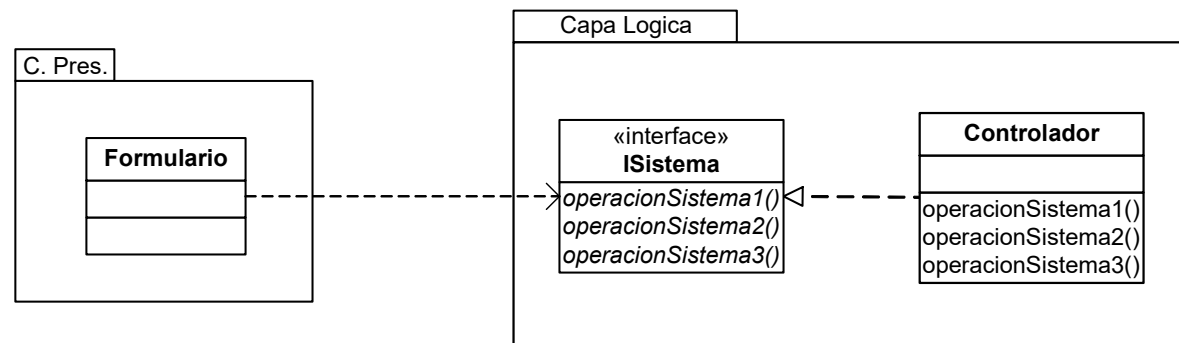 Capa Logica
C. Pres.
Formulario
«interface»
ISistema
operacionSistema1()
operacionSistema2()
operacionSistema3()
Controlador
operacionSistema1()
operacionSistema2()
operacionSistema3()